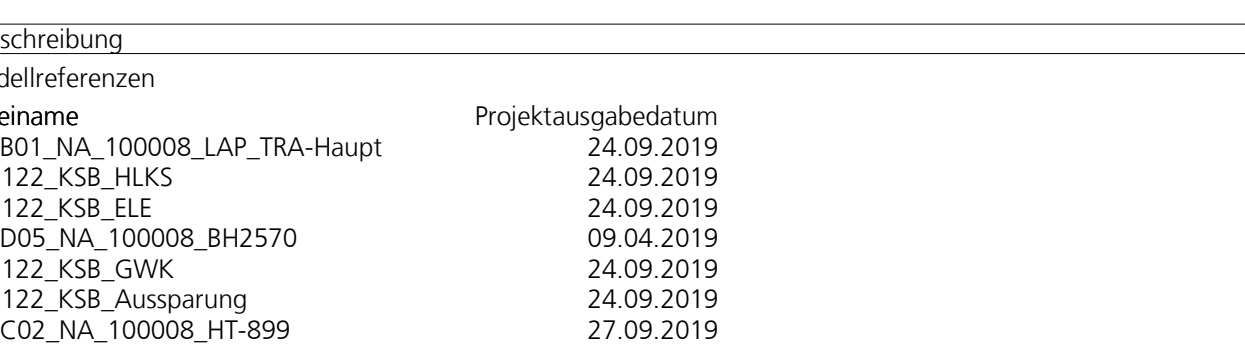 schreibung
dellreferenzen
einame Projektausgabedatum
B01_NA_100008_LAP_TRA-Haupt 24.09.2019
122_KSB_HLKS 24.09.2019
122_KSB_ELE 24.09.2019
D05_NA_100008_BH2570 09.04.2019
122_KSB_GWK 24.09.2019
122_KSB_Aussparung 24.09.2019
C02_NA_100008_HT-899 27.09.2019